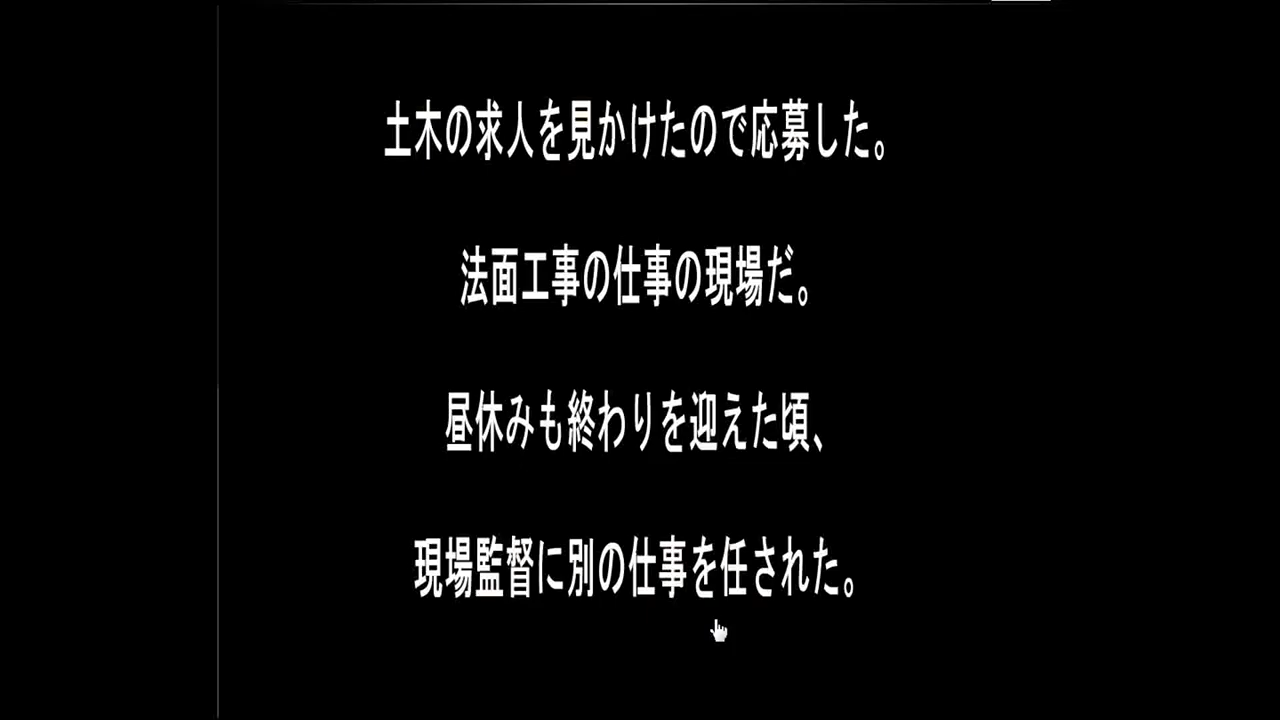 土木の求人を見かけたので応募した。
法面工事の仕事の現場だ。
昼休みも終わりを迎えた頃、
現場監督に別の仕事を任された。